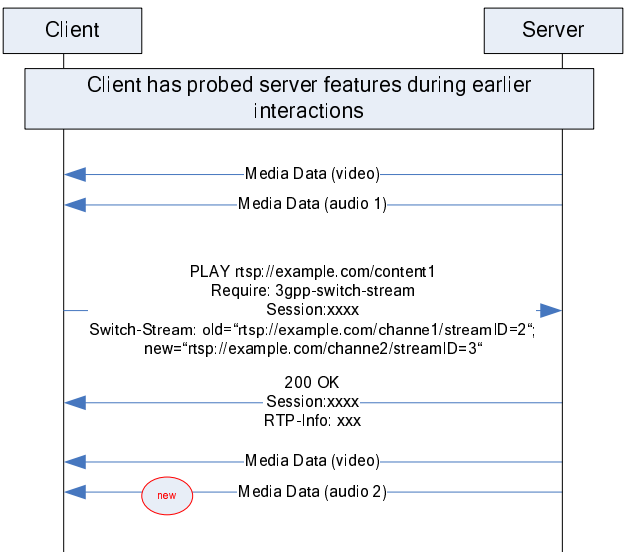 Client
Server
Client has probed server features during earlier
interactions
Media Data (video)
Media Data (audio 1)
PLAY rtsp://example.com/content1
Require: 3gpp-switch-stream
Session:xxxx
Switch-Stream: old=“rtsp://example.com/channe1/streamID=2“;
new=“rtsp://example.com/channe2/streamID=3“
200 OK
Session:xxxx
RTP-Info: xxx
Media Data (video)
new
Media Data (audio 2)